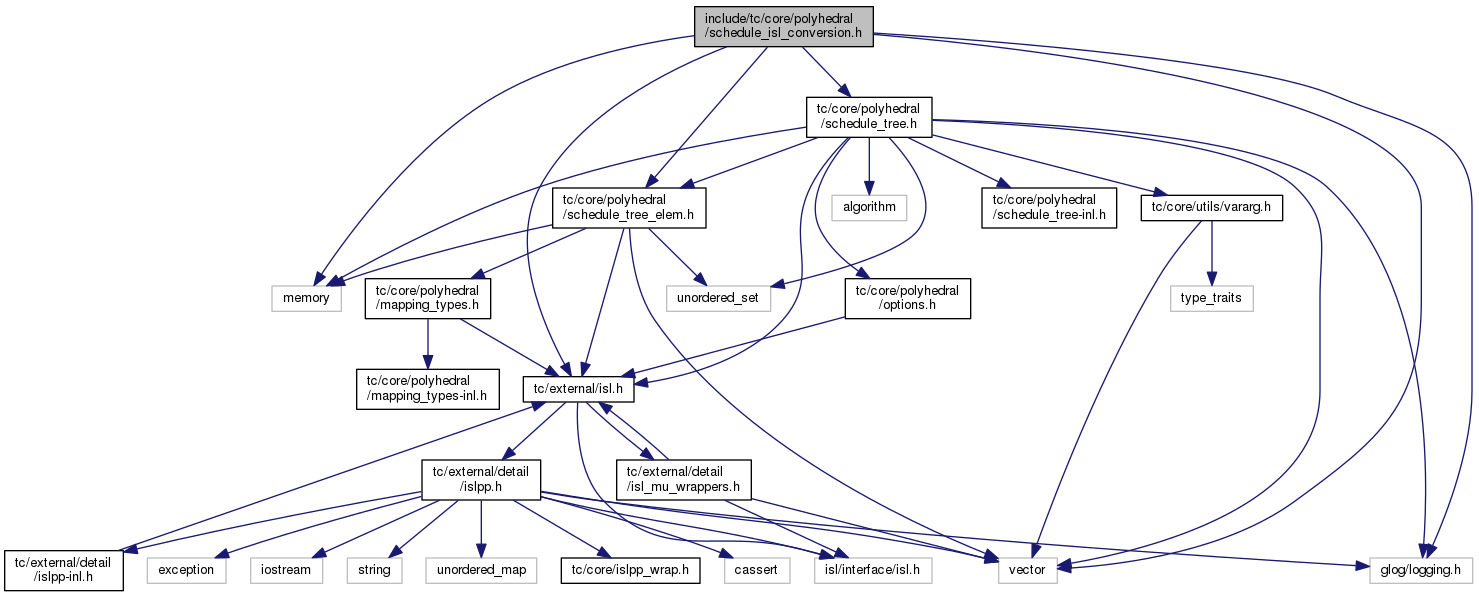 include/tc/core/polyhedral
/schedule_isl_conversion.h
tc/core/polyhedral
/schedule_tree.h
tc/core/polyhedral
/schedule_tree_elem.h
algorithm
tc/core/polyhedral
/schedule_tree-inl.h
tc/core/utils/vararg.h
memory
tc/core/polyhedral
/mapping_types.h
unordered_set
tc/core/polyhedral
/options.h
type_traits
tc/core/polyhedral
/mapping_types-inl.h
tc/external/isl.h
tc/external/detail
/islpp.h
tc/external/detail
/isl_mu_wrappers.h
tc/external/detail
/islpp-inl.h
exception
iostream
string
unordered_map
tc/core/islpp_wrap.h
cassert
isl/interface/isl.h
vector
glog/logging.h